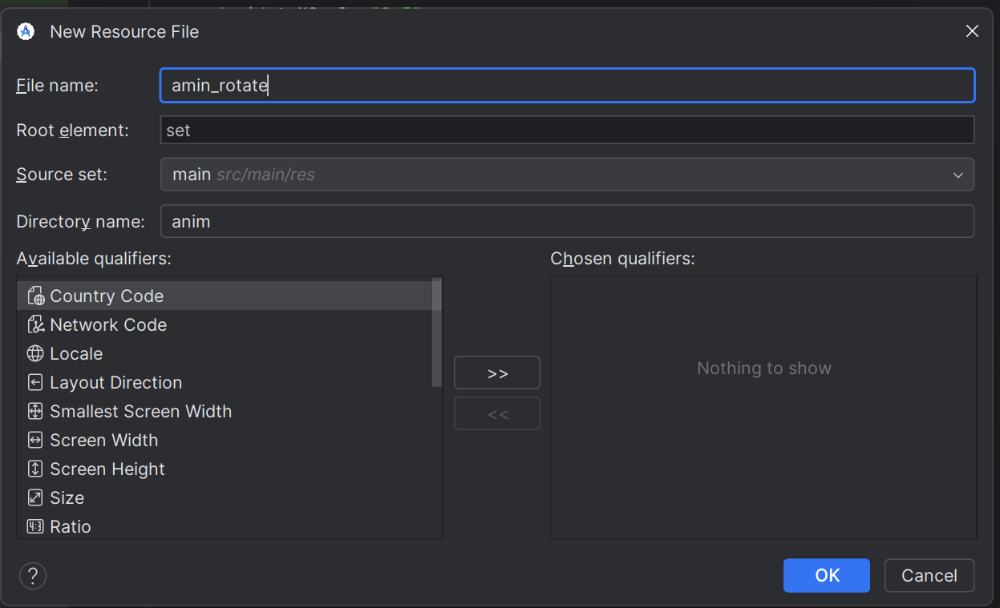 New Resource File
File name:
amin_rotate
Root element:
set
Source set:
main src/main/res
Directory name:
anim
Available qualifiers:
Chosen qualifiers:
Country Code
Network Code
Locale
Layout Direction
Smallest Screen Width
Screen Width
Screen Height
Size
4:3 Ratio
>>
<<
Nothing to show
?
OK
Cancel